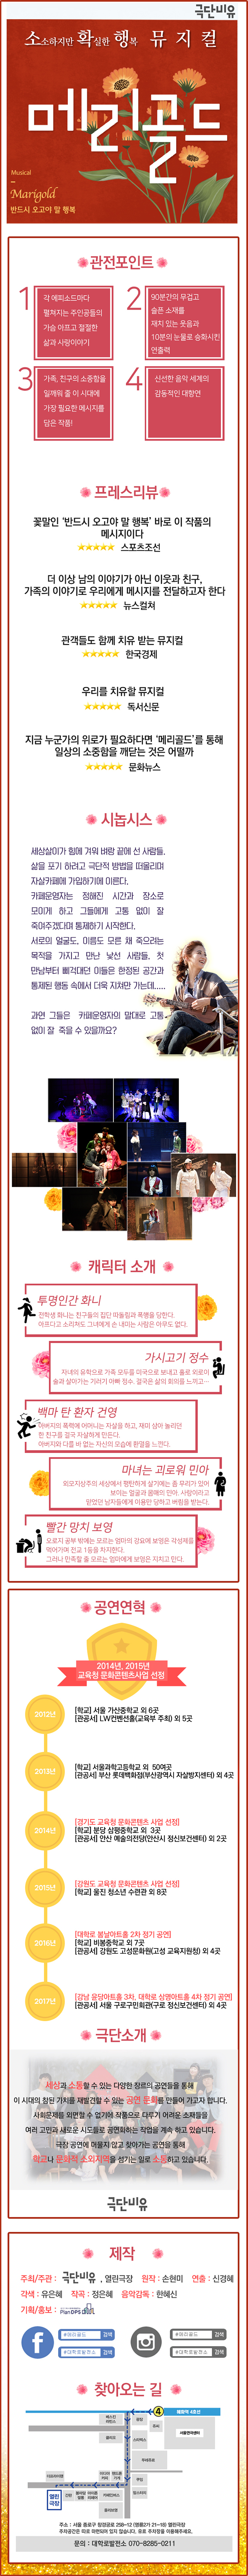 극단비유
소소하지만 확실한 행복 뮤지컬
메리골드
Musical
Marigold
반드시 오고야 말 행복
관전포인트
1
각 에피소드마다
펼쳐지는 주인공들의
가슴 아프고 절절한
삶과 사랑이야기
2
90분간의 무겁고
슬픈 소재를
재치 있는 웃음과
10분의 눈물로 승화시킨
연출력
3
가족, 친구의 소중함을
일깨워 줄 이 시대에
가장 필요한 메시지를
담은 작품!
4
신선한 음악 세계의
감동적인 대향연
프레스리뷰
꽃말인 '반드시 오고야 말 행복' 바로 이 작품의
메시지이다
스포츠조선
더 이상 남의 이야기가 아닌 이웃과 친구,
가족의 이야기로 우리에게 메시지를 전달하고자 한다
뉴스컬쳐
관객들도 함께 치유 받는 뮤지컬
한국경제
우리를 치유할 뮤지컬
독서신문
지금 누군가의 위로가 필요하다면 '메리골드'를 통해
일상의 소중함을 깨닫는 것은 어떨까
문화뉴스
시놉시스
세상살이가 힘에 겨워 벼랑 끝에 선 사람들.
삶을 포기 하려고 극단적 방법을 떠올리며
자살카페에 가입하기에 이른다.
카페운영자는 정해진 시간과 장소로
모이게 하고 그들에게 고통 없이 잘
죽여주겠다며 통제하기 시작한다.
서로의 얼굴도, 이름도 모른 채 죽으려는
목적을 가지고 만난 낯선 사람들. 첫
만남부터 삐걱대던 이들은 한정된 공간과
통제된 행동 속에서 더욱 지쳐만 가는데.....
과연 그들은 카페운영자의 말대로 고통
없이 잘 죽을 수 있을까요?
캐릭터 소개
투명인간 화니
전학생 화니는 친구들의 집단 따돌림과 폭행을 당한다.
아프다고 소리쳐도 그녀에게 손 내미는 사람은 아무도 없다.
가시고기 정수
자녀의 유학으로 가족 모두를 미국으로 보내고 홀로 외로이
술과 살아가는 기러기 아빠 정수. 결국은 삶의 회의를 느끼고…
백마 탄 환자 건영
아버지의 폭력에 어머니는 자살을 하고, 재미 삼아 놀리던
한 친구를 결국 자살하게 만든다.
아버지와 다를 바 없는 자신의 모습에 환멸을 느낀다.
마녀는 괴로워 민아
외모지상주의 세상에서 평탄하게 살기에는 좀 무리가 있어
보이는 얼굴과 몸매의 민아. 사랑이라고
믿었던 남자들에게 이용만 당하고 버림을 받는다.
빨간 망치 보영
오로지 공부 밖에는 모르는 엄마의 강요에 보영은 각성제를
먹어가며 전교 1등을 차지한다.
그러나 만족할 줄 모르는 엄마에게 보영은 지치고 만다.
공연연혁
2014년, 2015년
교육청 문화콘텐츠사업 선정
2012년
[학교] 서울 가산중학교 외 6곳
[관공서] LW컨벤션홀(교육부 주최) 외 5곳
2013년
[학교] 서울과학고등학교 외 50여곳
[관공서] 부산 롯데백화점(부산광역시 자살방지센터) 외 4곳
2014년
[경기도 교육청 문화콘텐츠 사업 선정]
[학교] 분당 삼평중학교 외 3곳
[관공서] 안산 예술의전당(안산시 정신보건센터) 외 2곳
2015년
[강원도 교육청 문화콘텐츠 사업 선정]
[학교] 울진 청소년 수련관 외 8곳
2016년
[대학로 봄날아트홀 2차 정기 공연]
[학교] 비봉중학교 외 7곳
[관공서] 강원도 고성문화원(고성 교육지원청) 외 4곳
2017년
[강남 윤당아트홀 3차, 대학로 상명아트홀 4차 정기 공연]
[관공서] 서울 구로구민회관(구로 정신보건센터) 외 4곳
극단소개
세상과 소통할 수 있는 다양한 장르의 공연들을 통해
이 시대의 참된 가치를 재발견할 수 있는 공연 문화를 만들어 가고자 합니다.
사회문제를 외면할 수 없기에 작품으로 다루기 어려운 소재들을
여러 고민과 새로운 시도들로 공연화하는 작업을 계속 하고 있습니다.
극장 공연에 머물지 않고 찾아가는 공연을 통해
학교나 문화적 소외지역을 섬기는 일로 소통하고 있습니다.
극단비유
제작
주최/주관 : 극단비유 , 열린극장 원작 : 손현미 연출 : 신경혜
각색 : 유은혜 작곡 : 정은혜 음악감독 : 한혜신
기획/홍보 : PlanDPS
#메리골드 검색
#대학로발전소 검색
#메리골드 검색
#대학로발전소 검색
찾아오는 길
4
혜화역 4호선
열린
극장
주소 : 서울 종로구 창경궁로 258-12 (명륜2가 21-18) 열린극장
주차공간은 따로 마련되어 있지 않습니다. 유료 주차장을 이용해주세요.
문의 : 대학로발전소 070-8285-0211